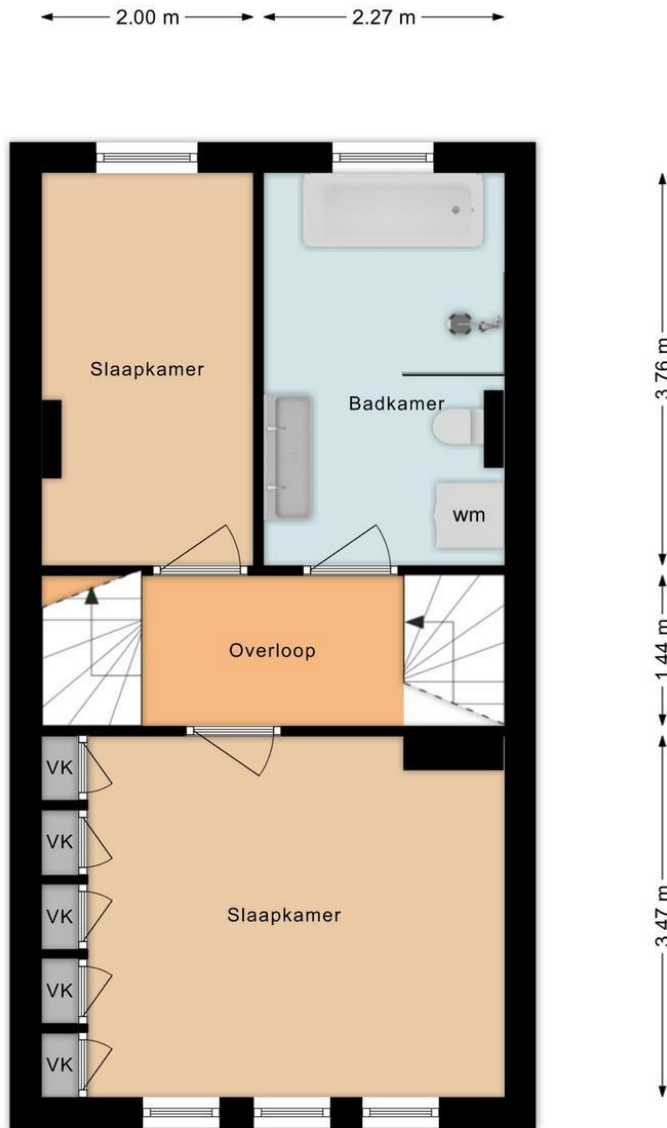 2.00 m
2.27 m
3.76 m
Slaapkamer
Badkamer
wm
Overloop
1.44 m
VK
VK
VK
VK
VK
Slaapkamer
3.47 m